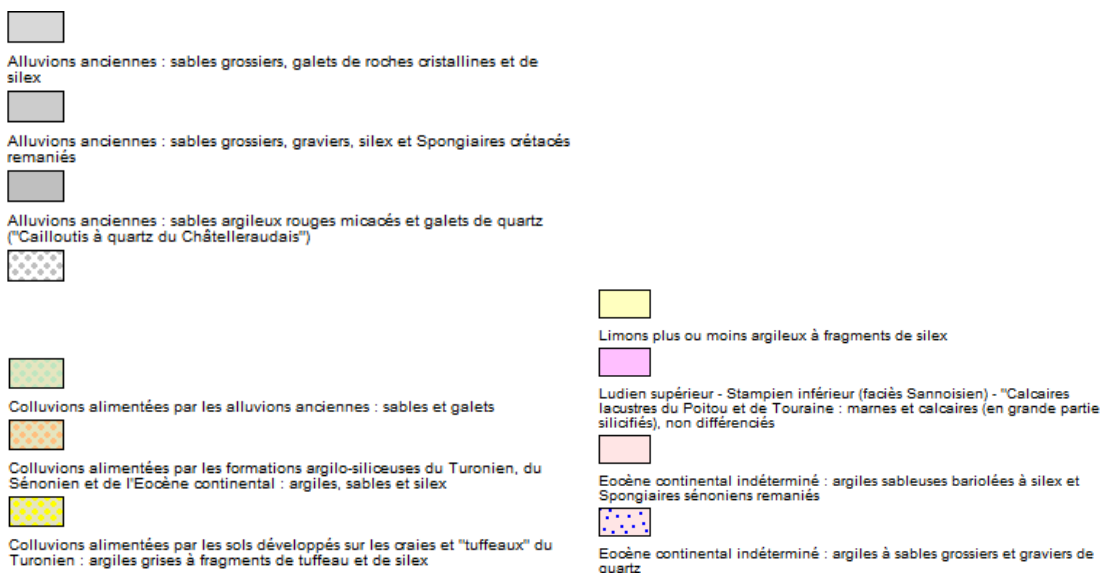 Alluvions anciennes : sables grossiers, galets de roches cristallines et de
silex
Alluvions anciennes : sables grossiers, graviers, silex et Spongiaires crétacés
remaniés
Alluvions anciennes : sables argileux rouges micacés et galets de quartz
("Cailloutis à quartz du Châtelleraudais")
Colluvions alimentées par les alluvions anciennes : sables et galets
Colluvions alimentées par les formations argilo-siliceuses du Turonien, du
Sénonien et de l'Eocène continental : argiles, sables et silex
Colluvions alimentées par les sols développés sur les craies et "tuffeaux" du
Turonien : argiles grises à fragments de tuffeau et de silex
Limons plus ou moins argileux à fragments de silex
Ludien supérieur - Stampien inférieur (faciès Sannoisien) - "Calcaires
lacustres du Poitou et de Touraine : marnes et calcaires (en grande partie
silicifiés), non différenciés
Eocène continental indéterminé : argiles sableuses bariolées à silex et
Spongiaires sénoniens remaniés
Eocène continental indéterminé : argiles à sables grossiers et graviers de
quartz